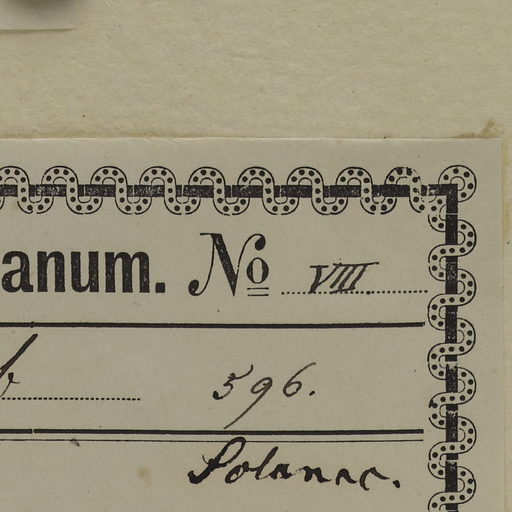 anum. No VIII
b 596.
Solanac.